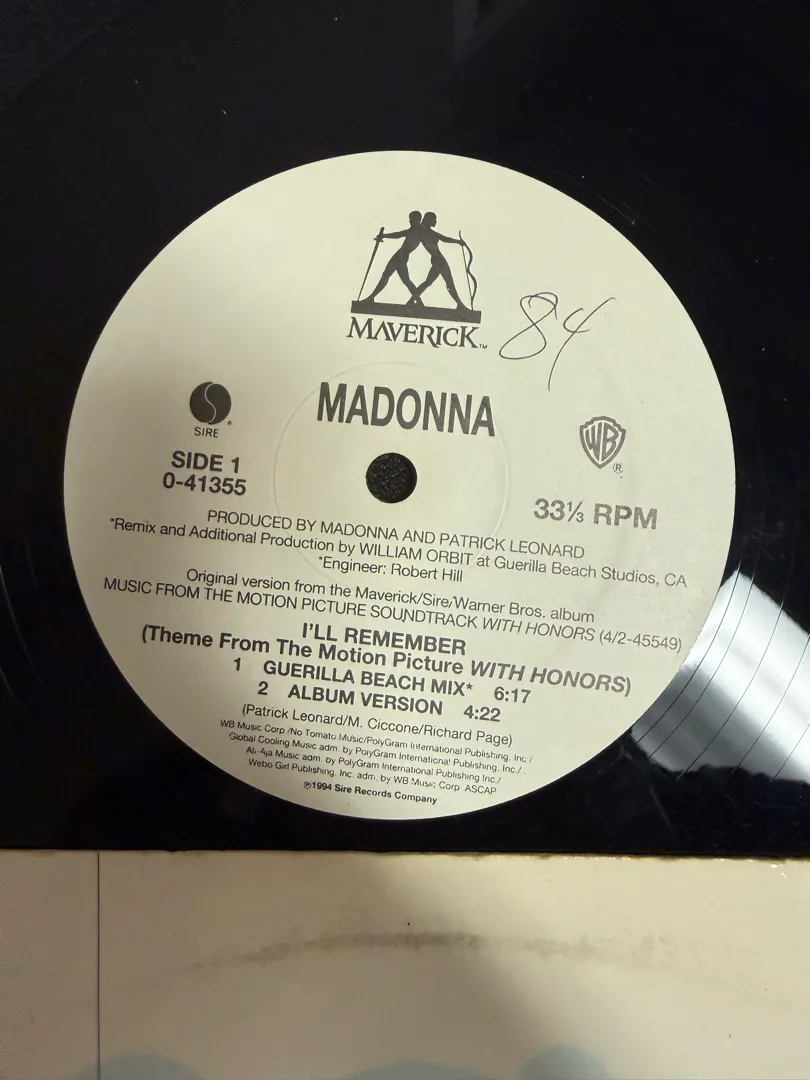 MAVERICK™
84
MADONNA
SIRE®
WB®
SIDE 1
0-41355
33⅓ RPM
PRODUCED BY MADONNA AND PATRICK LEONARD
*Remix and Additional Production by WILLIAM ORBIT at Guerilla Beach Studios, CA
*Engineer: Robert Hill
Original version from the Maverick/Sire/Warner Bros. album
MUSIC FROM THE MOTION PICTURE SOUNDTRACK WITH HONORS (4/2-45549)
I'LL REMEMBER
(Theme From The Motion Picture WITH HONORS)
1 GUERILLA BEACH MIX* 6:17
2 ALBUM VERSION 4:22
(Patrick Leonard/M. Ciccone/Richard Page)
WB Music Corp./No Tomato Music/PolyGram International Publishing, Inc./
Global Cooling Music adm. by PolyGram International Publishing, Inc./
Ali-Aja Music adm. by PolyGram International Publishing Inc./
Webo Girl Publishing, Inc. adm. by WB Music Corp. ASCAP
℗1994 Sire Records Company